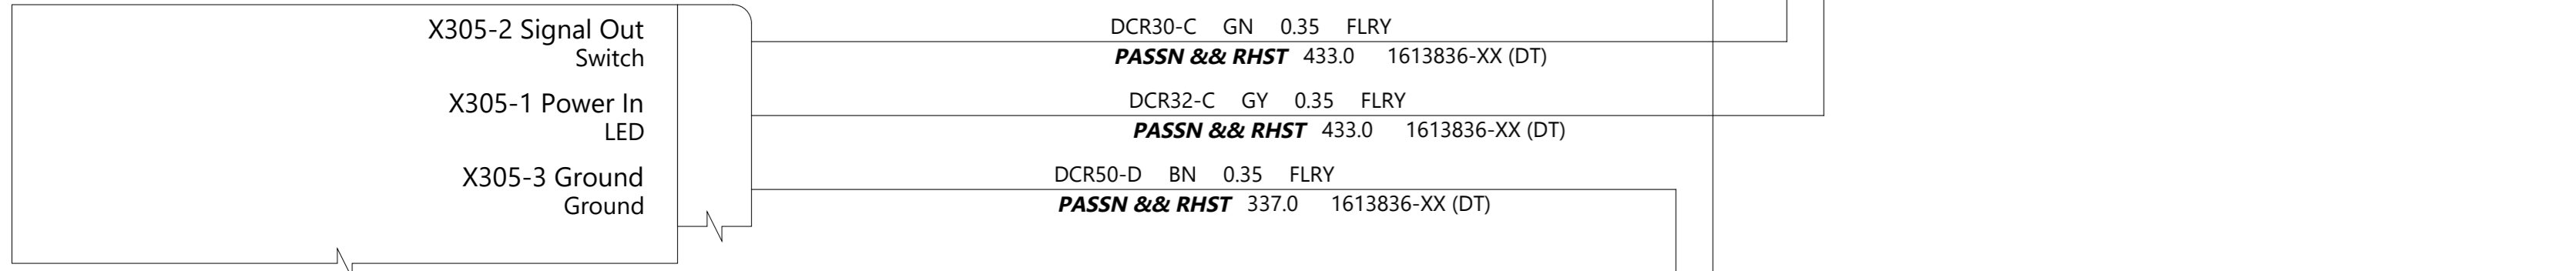 X305-2 Signal Out
Switch
DCR30-C GN 0.35 FLRY
PASSN && RHST 433.0 1613836-XX (DT)
X305-1 Power In
LED
DCR32-C GY 0.35 FLRY
PASSN && RHST 433.0 1613836-XX (DT)
X305-3 Ground
Ground
DCR50-D BN 0.35 FLRY
PASSN && RHST 337.0 1613836-XX (DT)